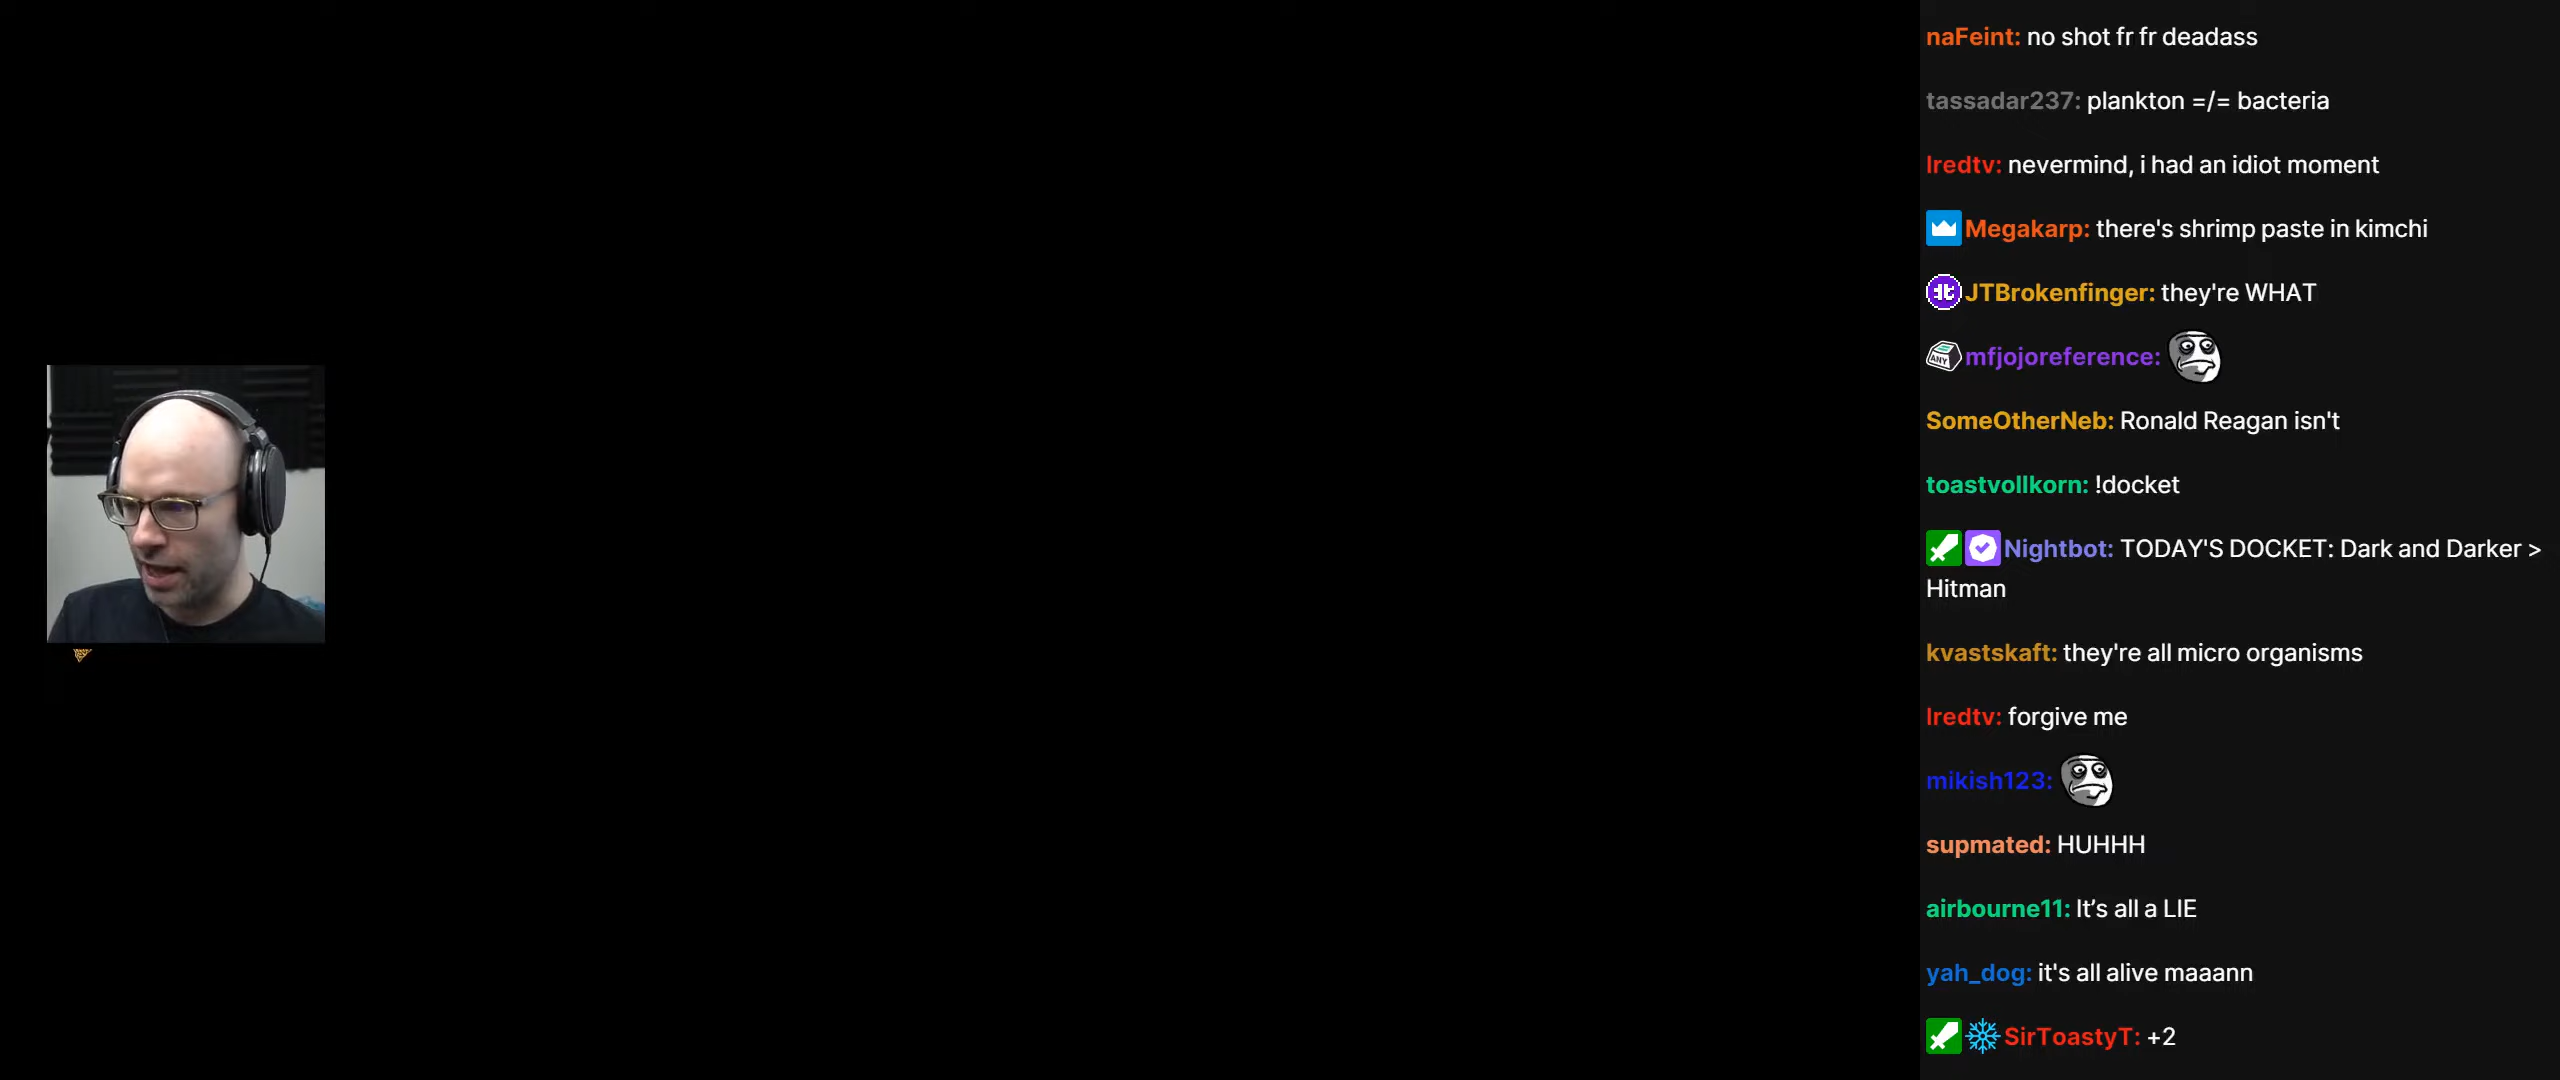 naFeint: no shot fr fr deadass
tassadar237: plankton =/= bacteria
lredtv: nevermind, i had an idiot moment
Megakarp: there's shrimp paste in kimchi
JTBrokenfinger: they're WHAT
ANY mfjojoreference:
SomeOtherNeb: Ronald Reagan isn't
toastvollkorn: !docket
Nightbot: TODAY'S DOCKET: Dark and Darker >
Hitman
kvastskaft: they're all micro organisms
lredtv: forgive me
mikish123:
supmated: HUHHH
airbourne11: It’s all a LIE
yah_dog: it's all alive maaann
SirToastyT: +2